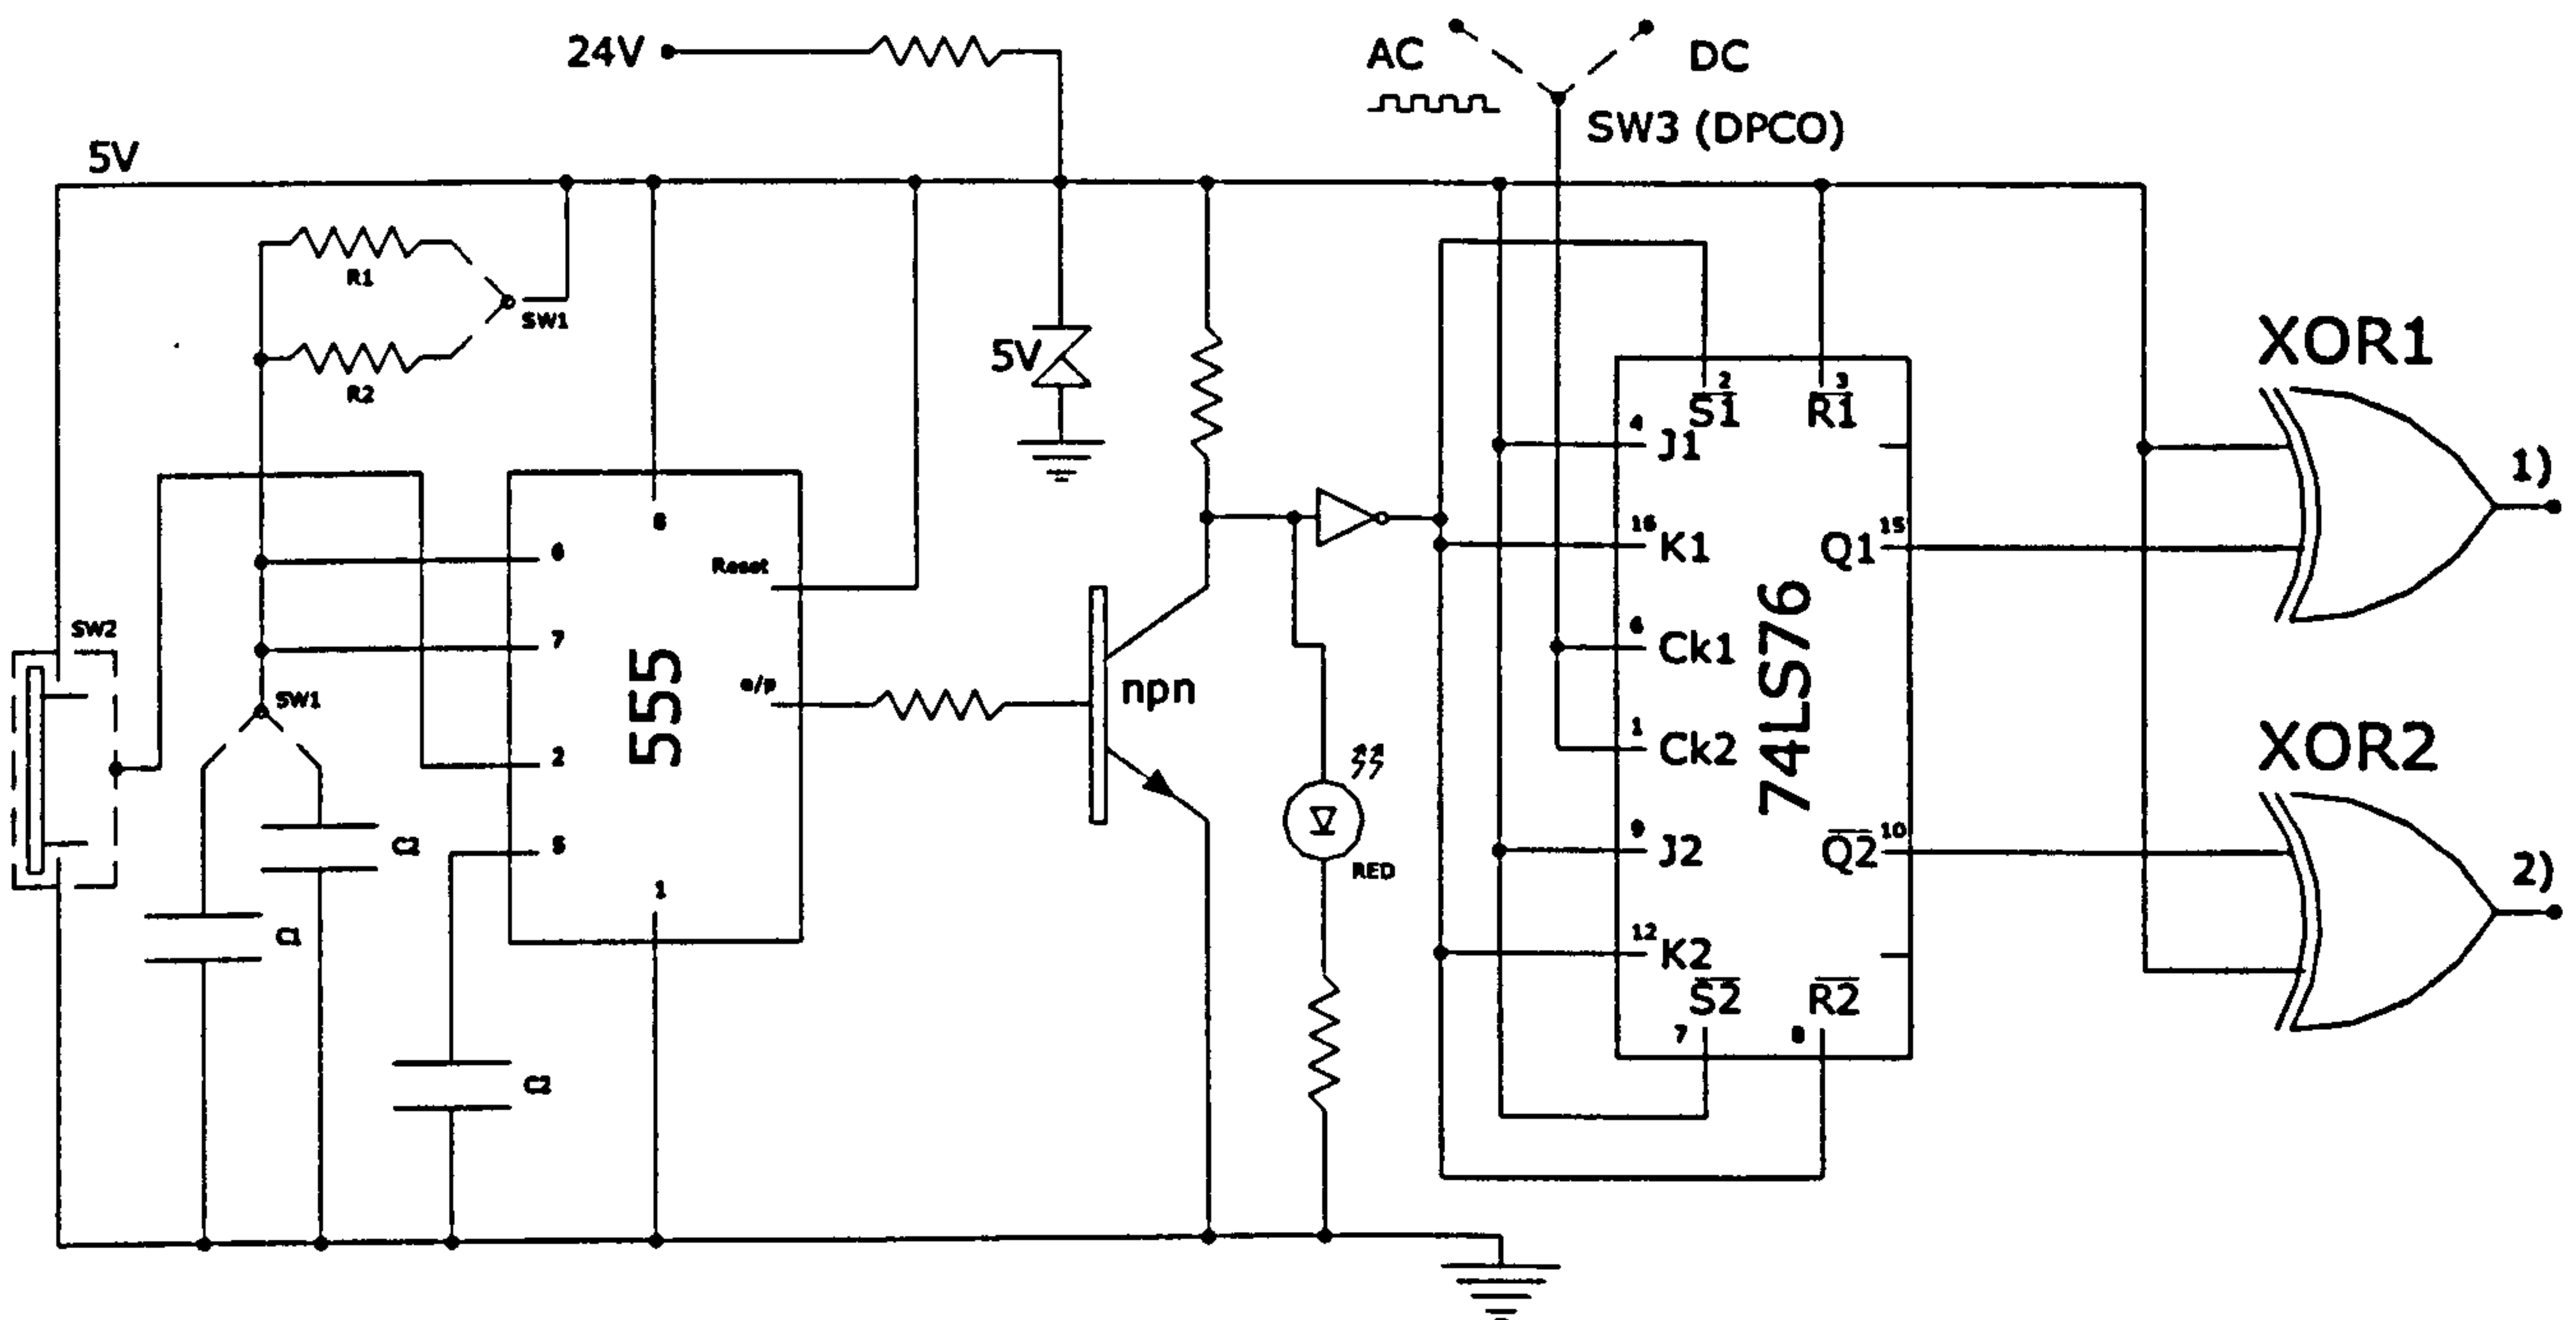 24V
AC
DC
SW3 (DPCO)
5V
R1
SW1
R2
5V
XOR1
2
S1
3
R1
4
J1
1)
16
K1
Q1
15
6
7
2
5
1
Reset
o/p
555
SW2
SW1
npn
6
Ck1
1
Ck2
74LS76
XOR2
C2
C1
RED
9
J2
Q2
10
2)
12
K2
S2
R2
7
8
C2